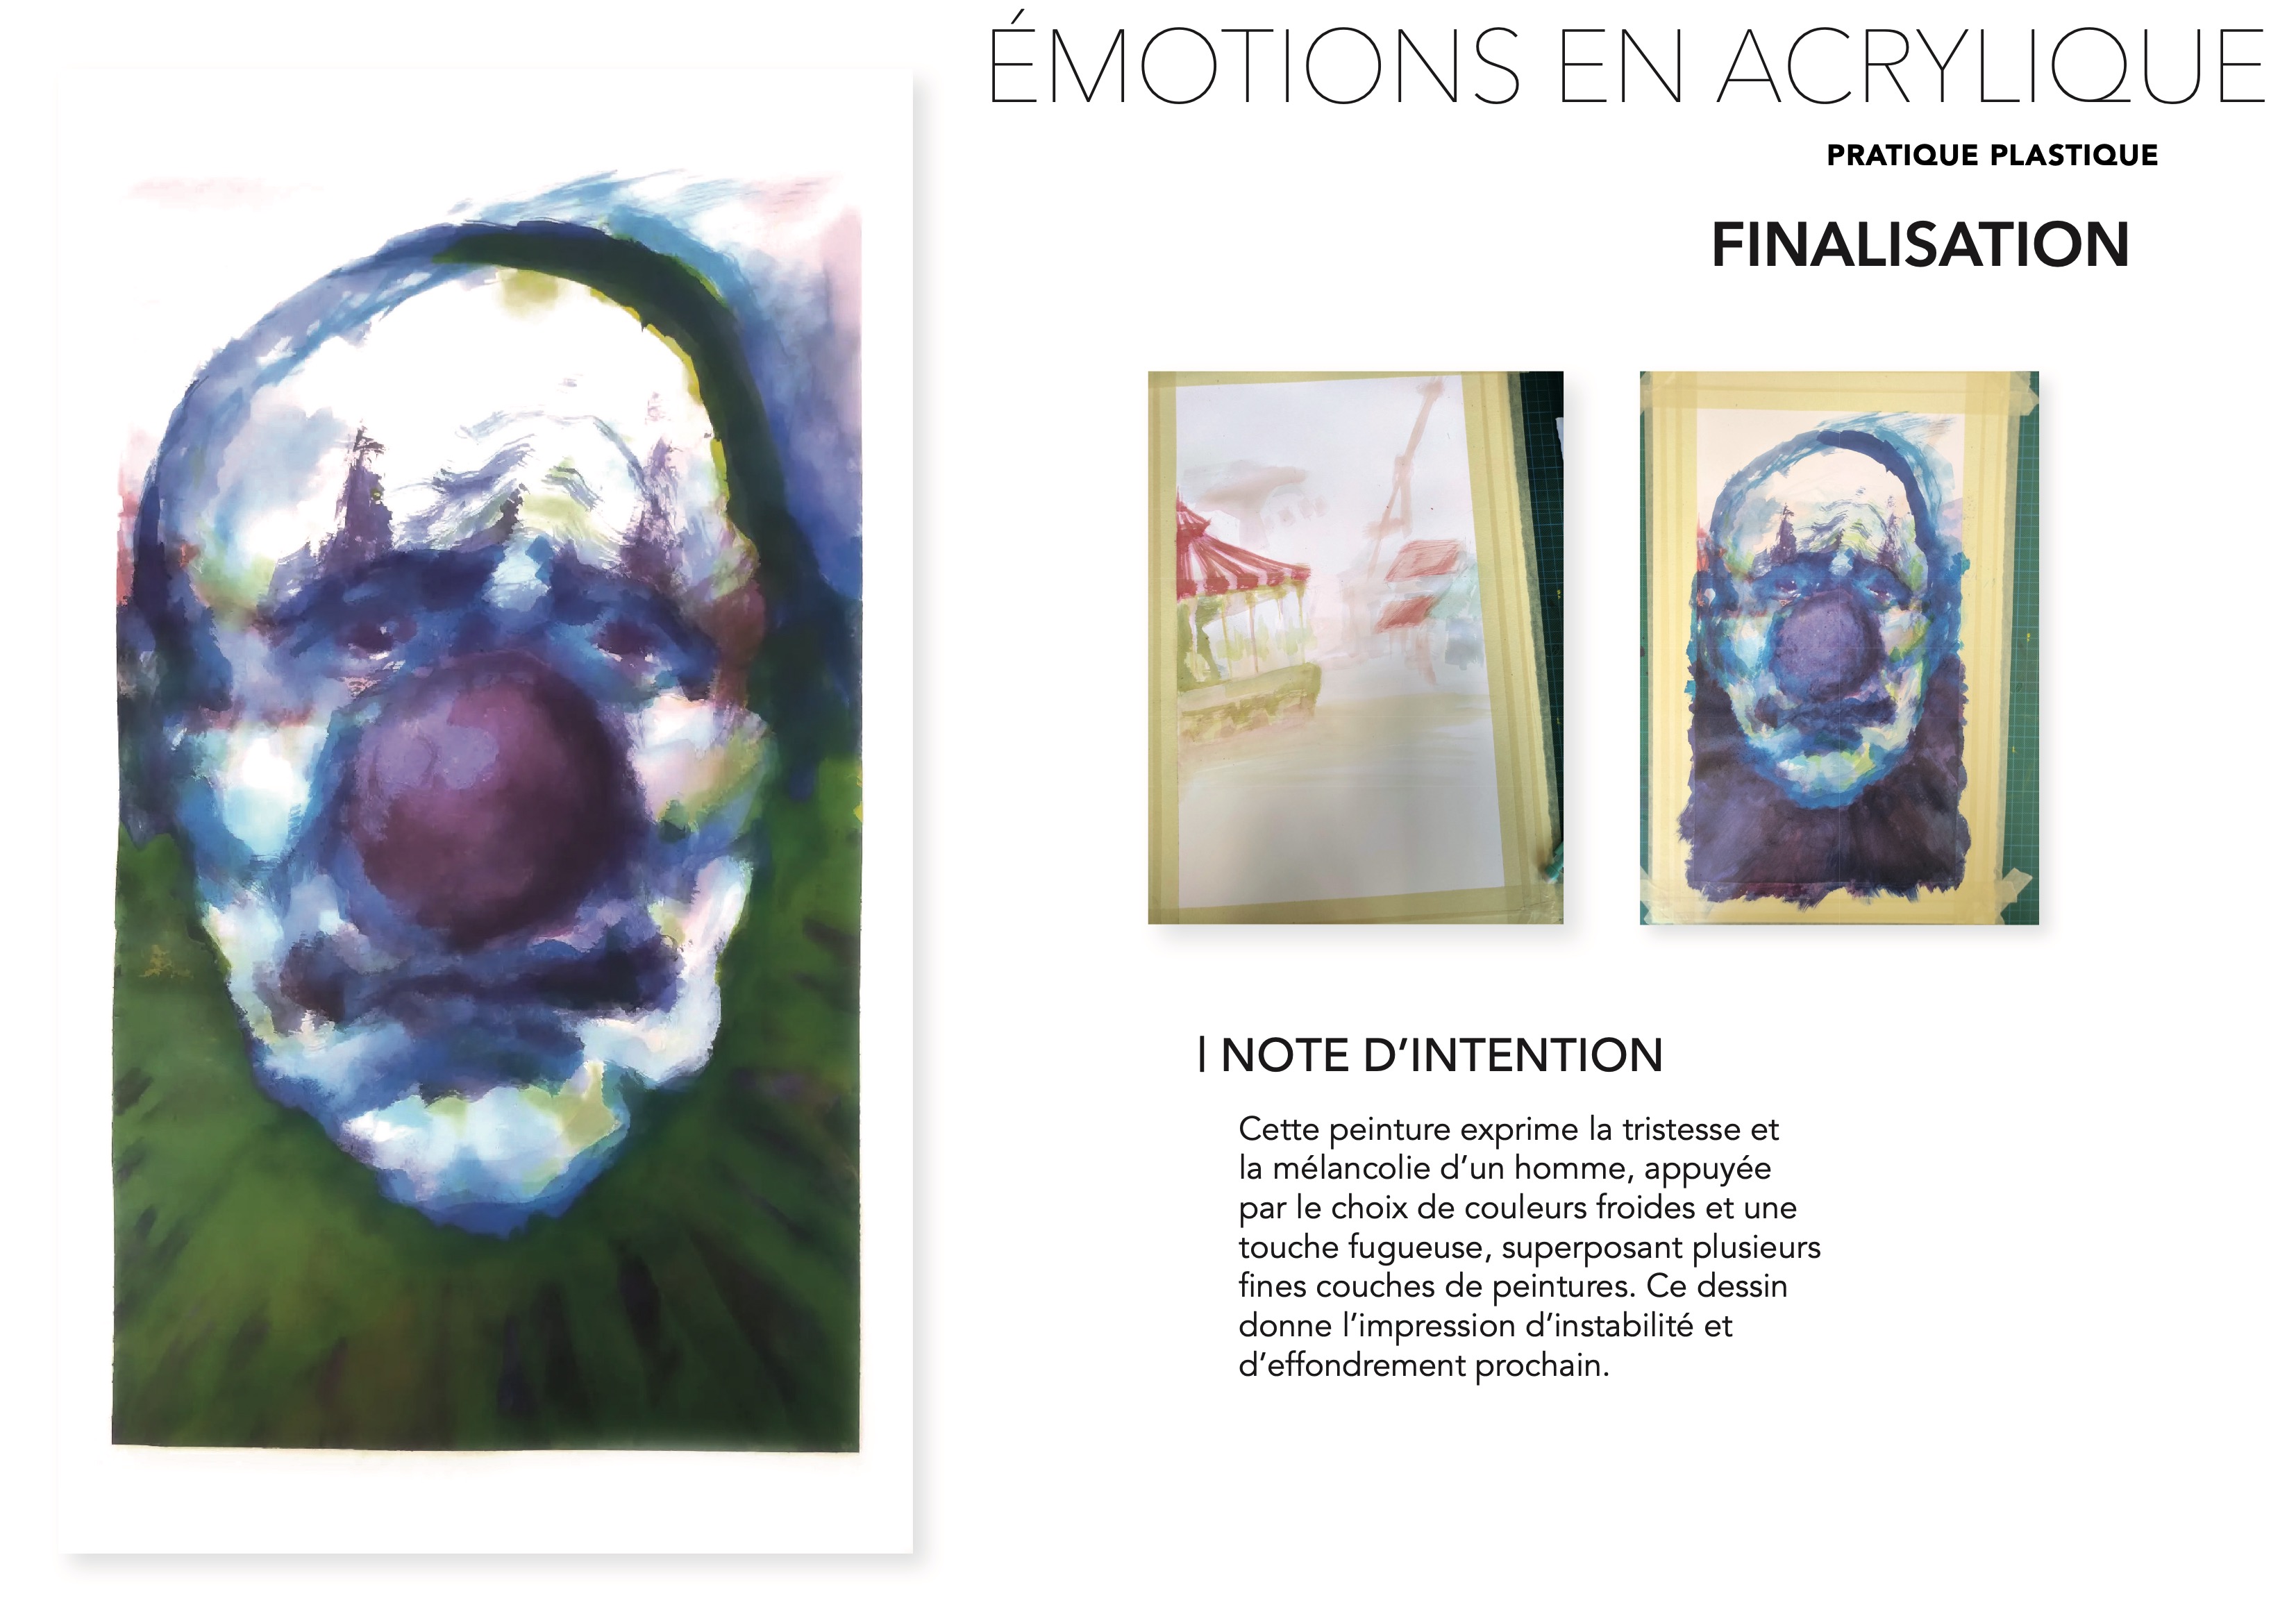 ÉMOTIONS EN ACRYLIQUE
PRATIQUE PLASTIQUE
FINALISATION
| NOTE D’INTENTION
Cette peinture exprime la tristesse et
la mélancolie d’un homme, appuyée
par le choix de couleurs froides et une
touche fugueuse, superposant plusieurs
fines couches de peintures. Ce dessin
donne l’impression d’instabilité et
d’effondrement prochain.